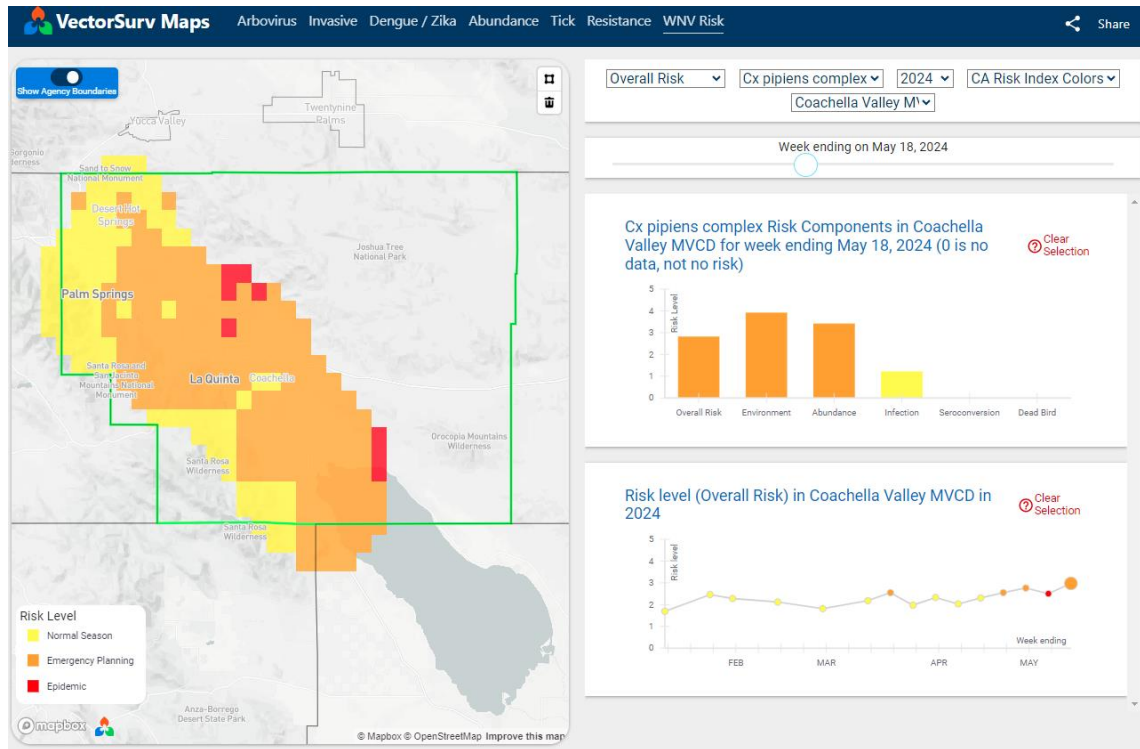 VectorSurv Maps
Arbovirus Invasive Dengue / Zika Abundance Tick Resistance WNV Risk
Share
Show Agency Boundaries
Yucca Valley
Twentynine
Palms
Sand to Snow
National Monument
Desert Hot
Springs
Joshua Tree
National Park
Palm Springs
Santa Rosa and
San Jacinto
Mountains National
Monument
La Quinta
Coachella
Orocopia Mountains
Wilderness
Santa Rosa
Wilderness
Santa Rosa
Wilderness
Anza-Borrego
Desert State Park
Risk Level
Normal Season
Emergency Planning
Epidemic
mapbox
© Mapbox © OpenStreetMap Improve this map
Overall Risk
Cx pipiens complex
2024
CA Risk Index Colors
Coachella Valley M
Week ending on May 18, 2024
Cx pipiens complex Risk Components in Coachella
Valley MVCD for week ending May 18, 2024 (0 is no
data, not no risk)
Clear
Selection
5
4
3
2
1
0
Risk Level
Overall Risk
Environment
Abundance
Infection
Seroconversion
Dead Bird
Risk level (Overall Risk) in Coachella Valley MVCD in
2024
Clear
Selection
5
4
3
2
1
0
Risk level
Week ending
FEB
MAR
APR
MAY